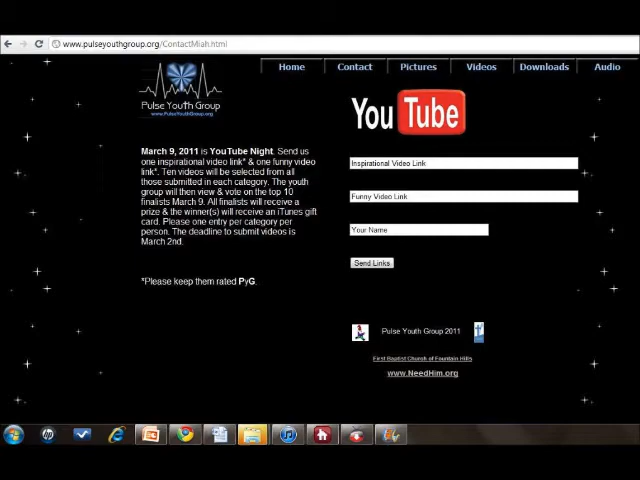 www.pulseyouthgroup.org/ContactMiah.html
Home Contact Pictures Videos Downloads Audio
Pulse Youth Group
www.PulseYouthGroup.org
You Tube
March 9, 2011 is YouTube Night. Send us
one inspirational video link* & one funny video
link*. Ten videos will be selected from all
those submitted in each category. The youth
group will then view & vote on the top 10
finalists March 9. All finalists will receive a
prize & the winner(s) will receive an iTunes gift
card. Please one entry per category per
person. The deadline to submit videos is
March 2nd.
*Please keep them rated PyG.
Inspirational Video Link
Funny Video Link
Your Name
Send Links
Pulse Youth Group 2011
First Baptist Church of Fountain Hills
www.NeedHim.org
hp